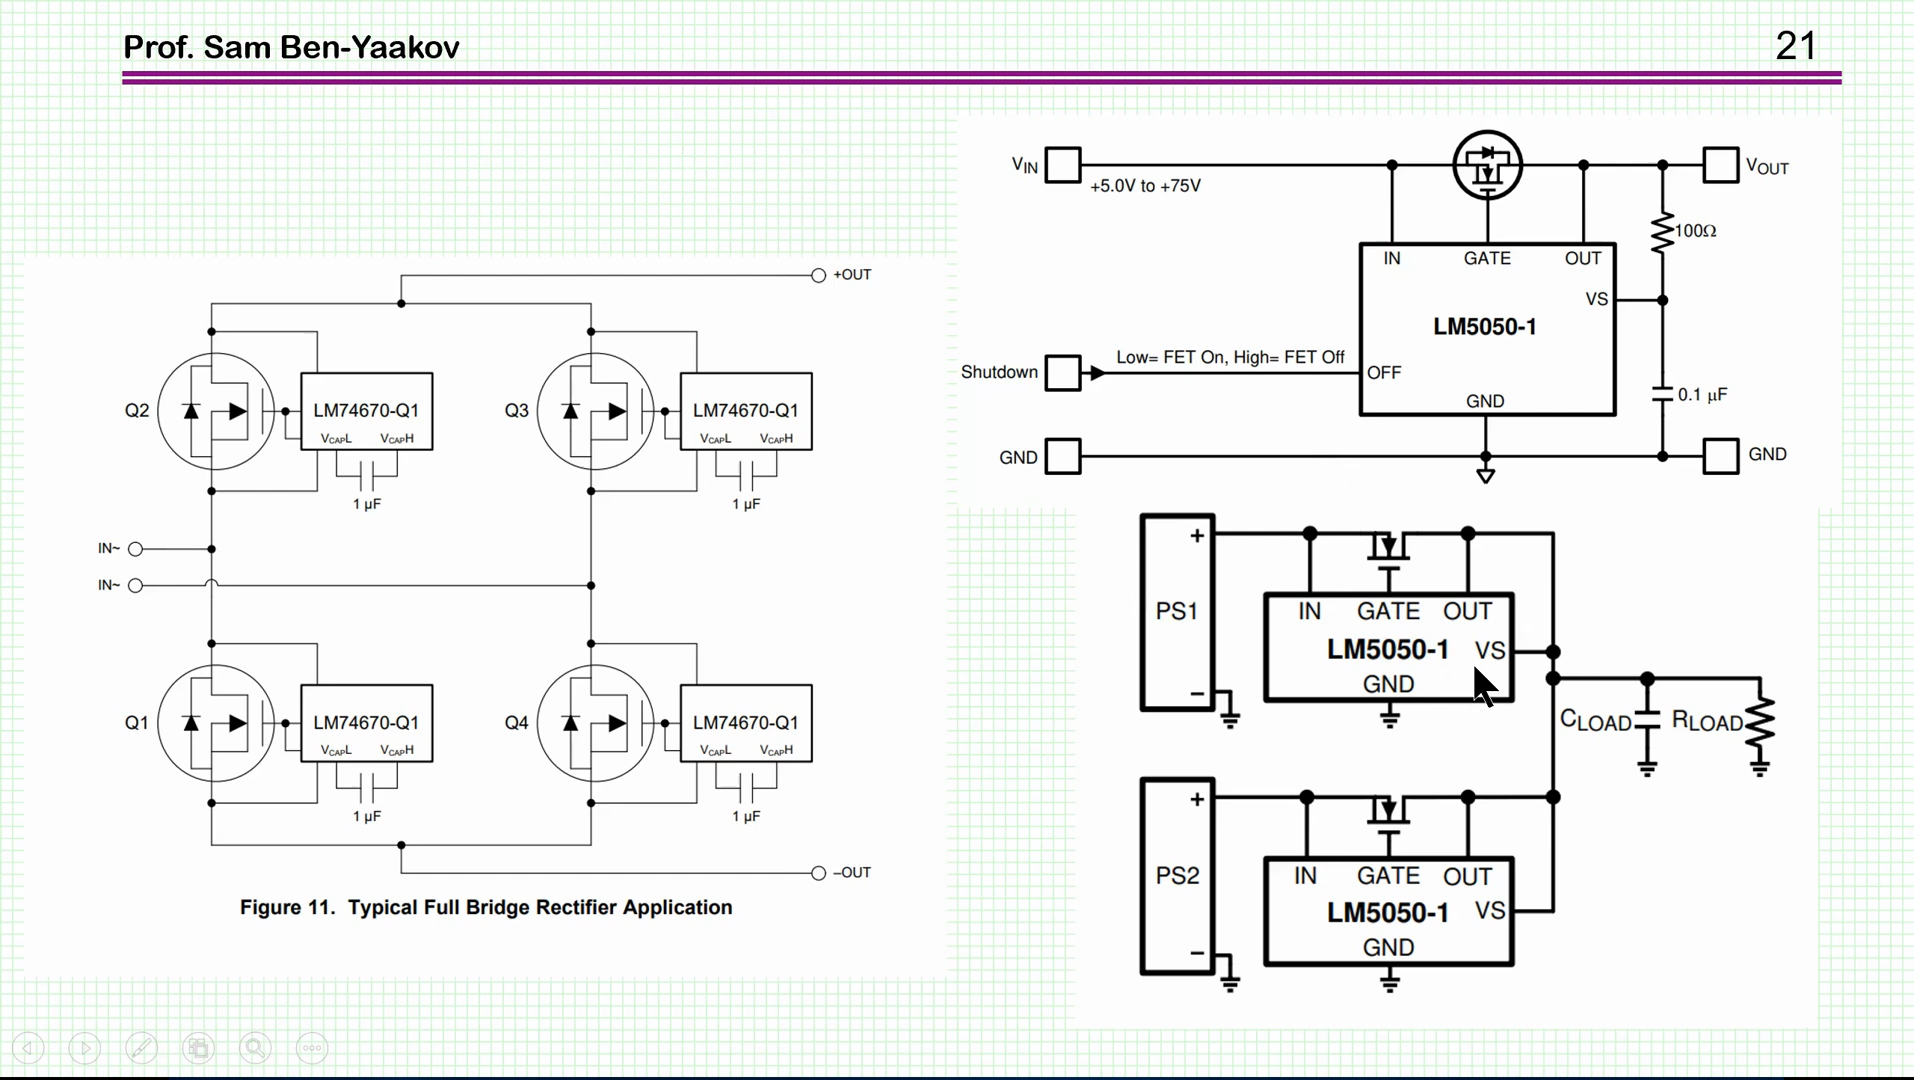 Prof. Sam Ben-Yaakov
21
+OUT
Q2
LM74670-Q1
VCAPL VCAPH
1 µF
Q3
LM74670-Q1
VCAPL VCAPH
1 µF
IN~
IN~
Q1
LM74670-Q1
VCAPL VCAPH
1 µF
Q4
LM74670-Q1
VCAPL VCAPH
1 µF
–OUT
Figure 11. Typical Full Bridge Rectifier Application
VIN
+5.0V to +75V
VOUT
100Ω
IN GATE OUT
VS
LM5050-1
Shutdown
Low= FET On, High= FET Off
OFF
GND
0.1 µF
GND
GND
+
PS1
–
IN GATE OUT
LM5050-1 VS
GND
CLOAD RLOAD
+
PS2
–
IN GATE OUT
LM5050-1 VS
GND